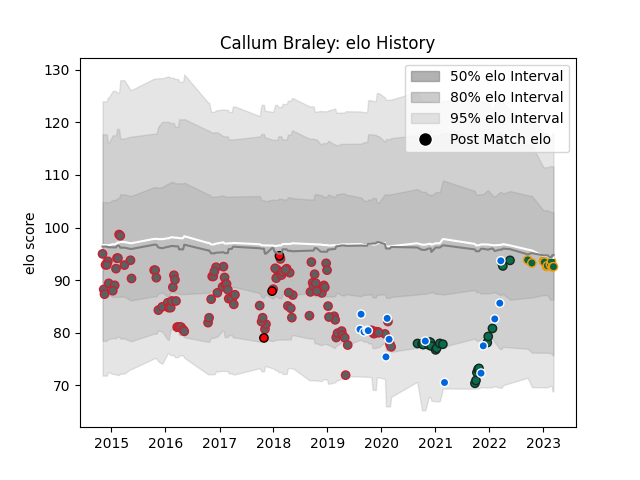 Callum Braley: elo History
50% elo Interval
80% elo Interval
95% elo Interval
Post Match elo
elo score
130
120
110
100
90
80
70
2015 2016 2017 2018 2019 2020 2021 2022 2023